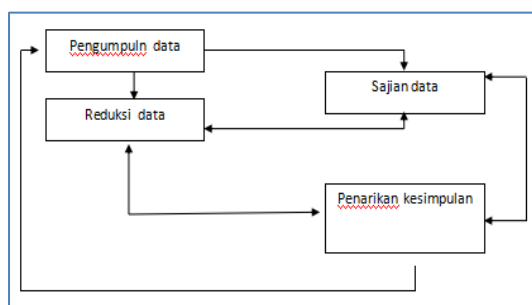 Pengumpuln data
Sajian data
Reduksi data
Penarikan kesimpulan